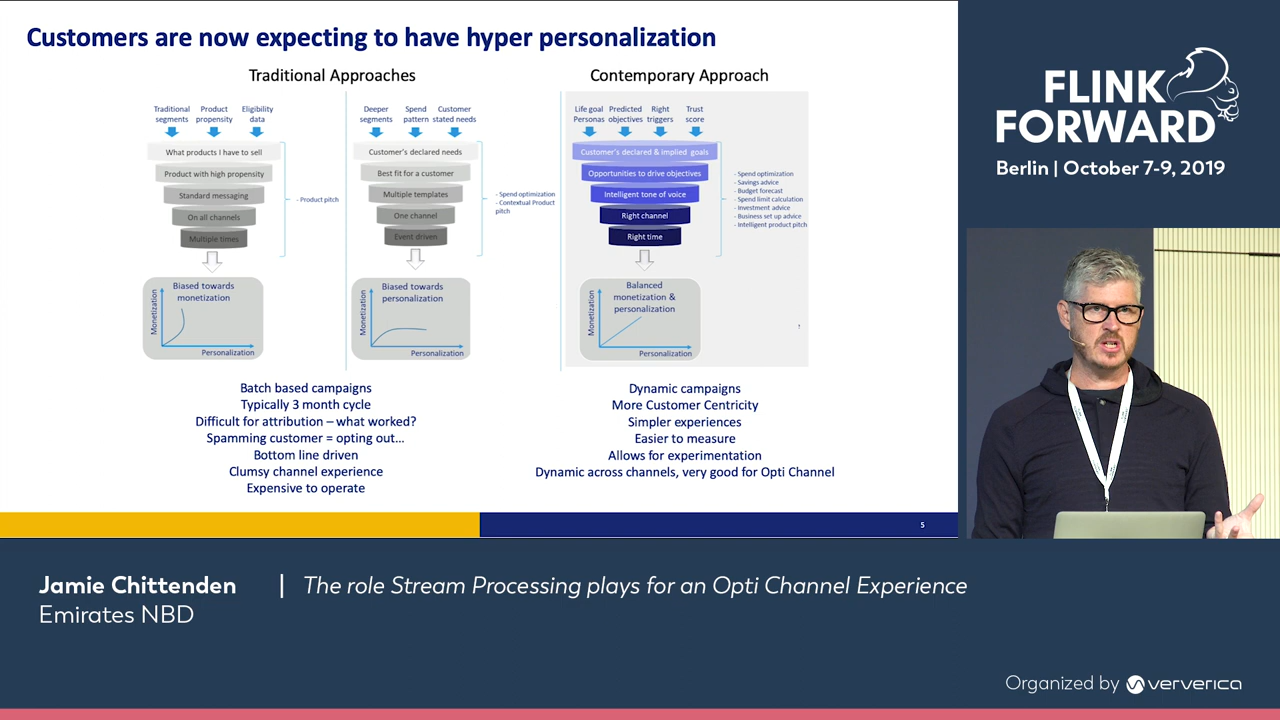 Customers are now expecting to have hyper personalization
Traditional Approaches
Traditional
segments
Product
propensity
Eligibility
data
What products I have to sell
Product with high propensity
Standard messaging
On all channels
Multiple times
- Product pitch
Biased towards
monetization
Monetization
Personalization
Deeper
segments
Spend
pattern
Customer
stated needs
Customer's declared needs
Best fit for a customer
Multiple templates
One channel
Event driven
- Spend optimization
- Contextual Product
pitch
Biased towards
personalization
Monetization
Personalization
Contemporary Approach
Life goal
Personas
Predicted
objectives
Right
triggers
Trust
score
Customer's declared & implied goals
Opportunities to drive objectives
Intelligent tone of voice
Right channel
Right time
- Spend optimization
- Savings advice
- Budget forecast
- Spend limit calculation
- Investment advice
- Business set up advice
- Intelligent product pitch
Balanced
monetization &
personalization
Monetization
Personalization
Batch based campaigns
Typically 3 month cycle
Difficult for attribution – what worked?
Spamming customer = opting out...
Bottom line driven
Clumsy channel experience
Expensive to operate
Dynamic campaigns
More Customer Centricity
Simpler experiences
Easier to measure
Allows for experimentation
Dynamic across channels, very good for Opti Channel
5
FLINK
FORWARD
Berlin | October 7-9, 2019
Jamie Chittenden | The role Stream Processing plays for an Opti Channel Experience
Emirates NBD
Organized by ververica